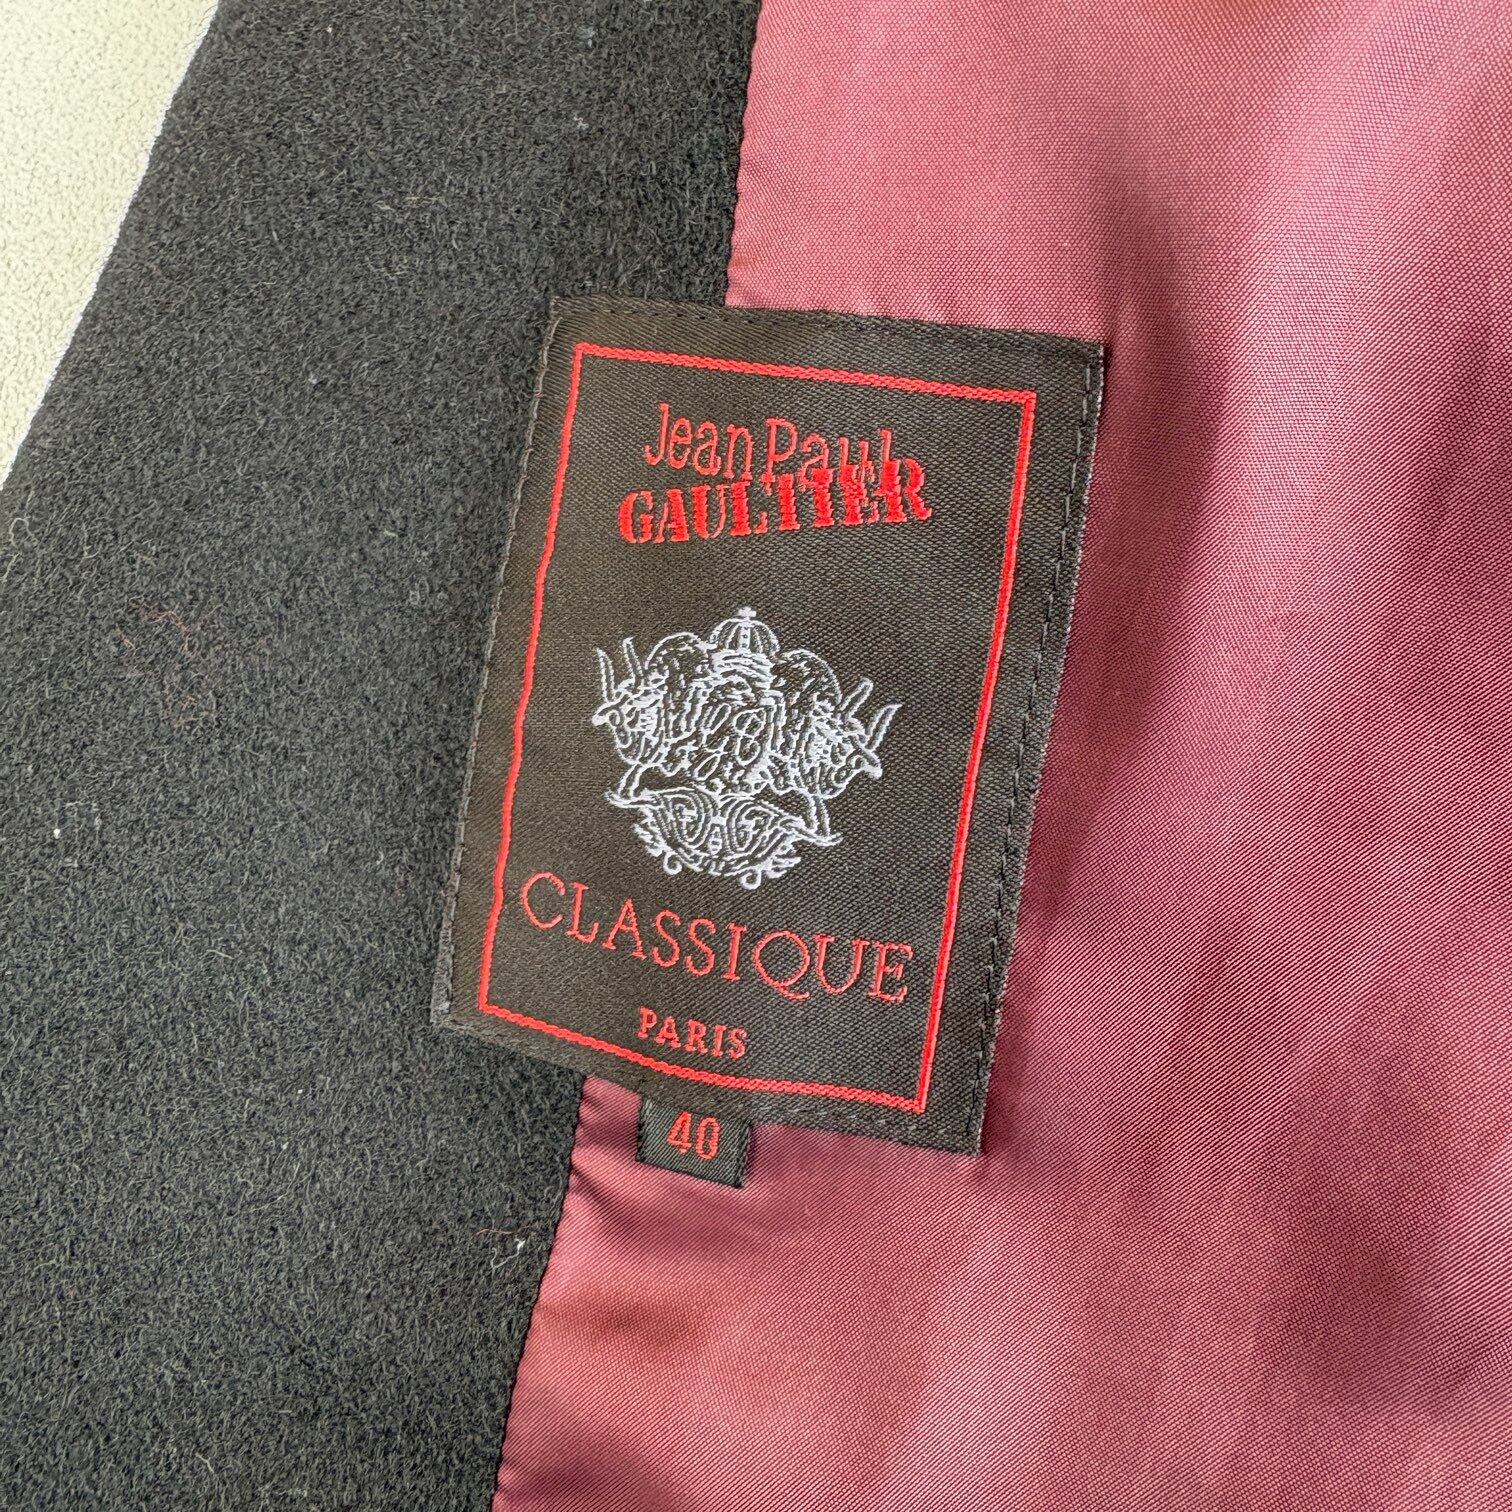 Jean Paul
GAULTIER
CLASSIQUE
PARIS
40